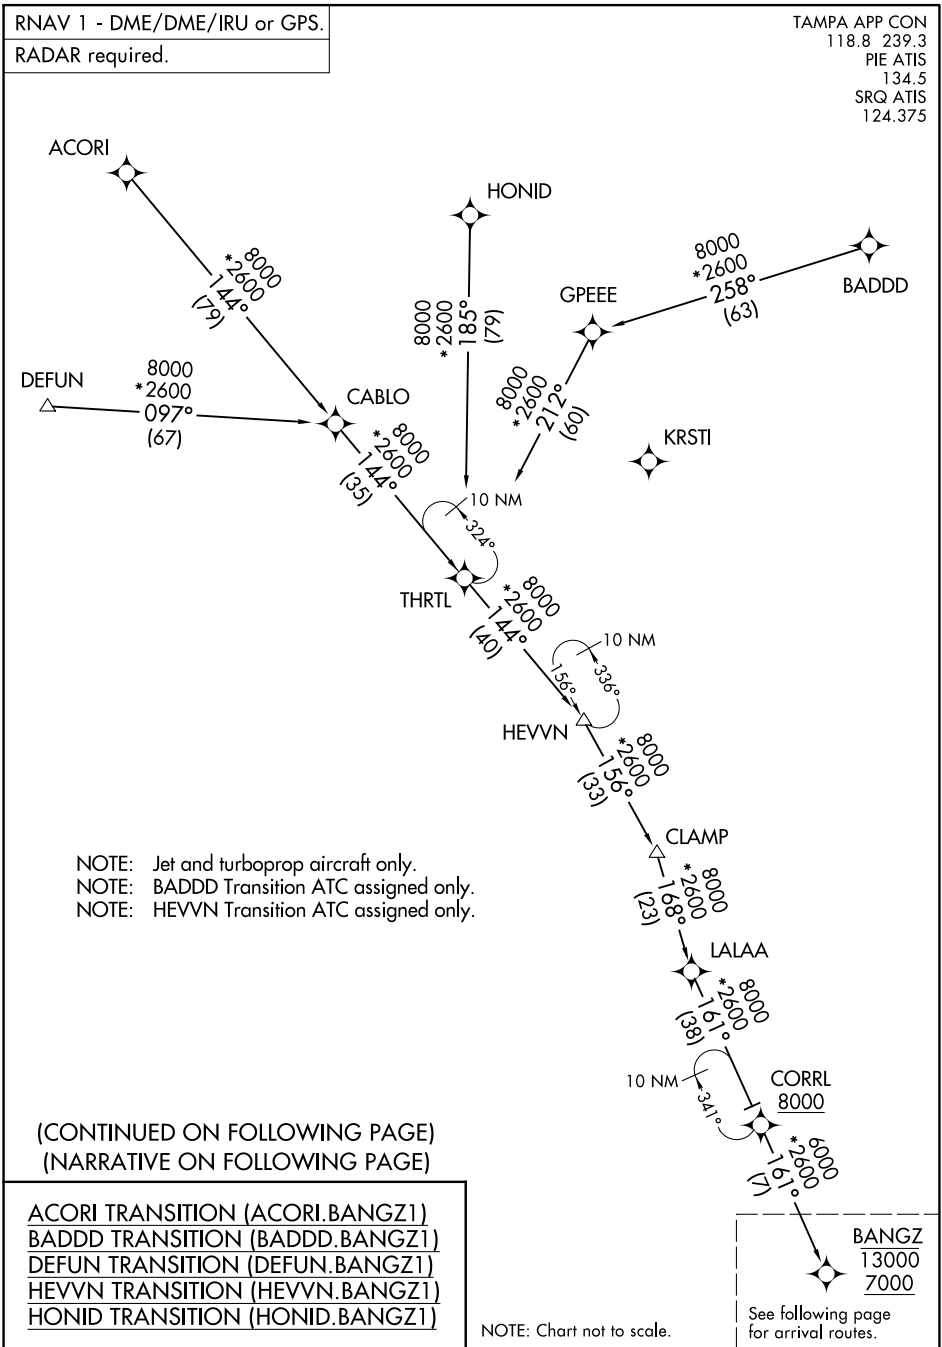 RNAV 1 - DME/DME/IRU or GPS.
RADAR required.
TAMPA APP CON
118.8 239.3
PIE ATIS
134.5
SRQ ATIS
124.375
ACORI
8000
*2600
144°
(79)
HONID
8000
*2600
185°
(79)
BADDD
8000
*2600
258°
(63)
GPEEE
8000
*2600
212°
(60)
DEFUN
8000
*2600
097°
(67)
CABLO
8000
*2600
144°
(35)
KRSTI
10 NM
324°
THRTL
8000
*2600
144°
(40)
10 NM
156°
336°
HEVVN
8000
*2600
156°
(33)
CLAMP
8000
*2600
168°
(23)
NOTE: Jet and turboprop aircraft only.
NOTE: BADDD Transition ATC assigned only.
NOTE: HEVVN Transition ATC assigned only.
LALAA
8000
*2600
161°
(38)
10 NM
341°
CORRL
8000
6000
*2600
161°
(7)
(CONTINUED ON FOLLOWING PAGE)
(NARRATIVE ON FOLLOWING PAGE)
ACORI TRANSITION (ACORI.BANGZ1)
BADDD TRANSITION (BADDD.BANGZ1)
DEFUN TRANSITION (DEFUN.BANGZ1)
HEVVN TRANSITION (HEVVN.BANGZ1)
HONID TRANSITION (HONID.BANGZ1)
NOTE: Chart not to scale.
BANGZ
13000
7000
See following page
for arrival routes.